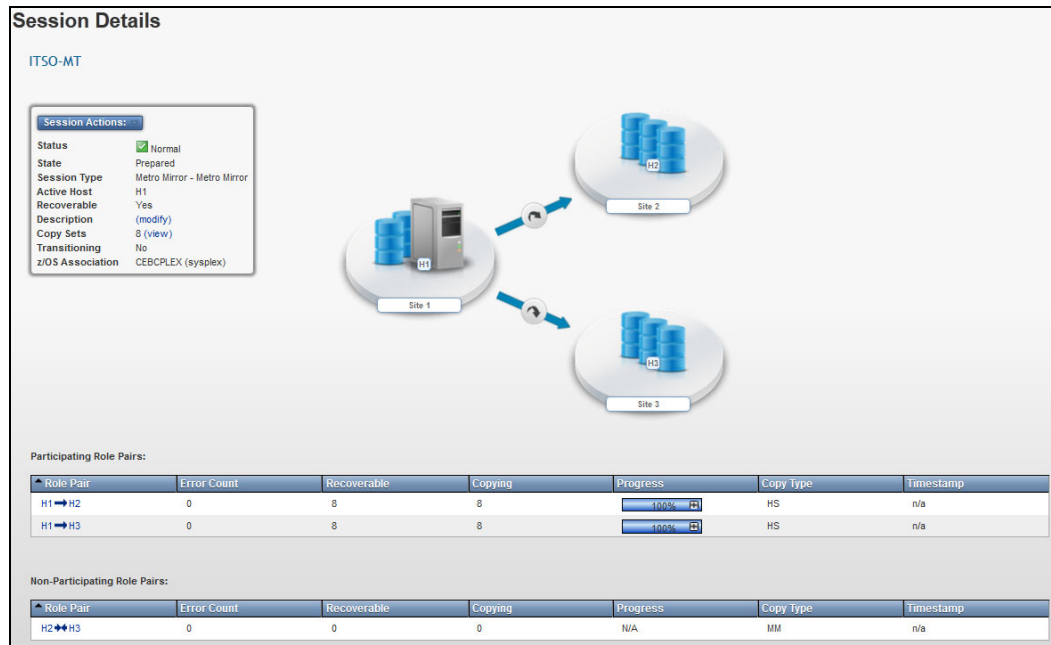 Session Details
ITSO-MT
Session Actions:
Status Normal
State Prepared
Session Type Metro Mirror - Metro Mirror
Active Host H1
Recoverable Yes
Description (modify)
Copy Sets 8 (view)
Transitioning No
z/OS Association CEBCPLEX (sysplex)
H2
Site 2
H1
Site 1
H3
Site 3
Participating Role Pairs:
Role Pair Error Count Recoverable Copying Progress Copy Type Timestamp
H1 H2 0 8 8 100% HS n/a
H1 H3 0 8 8 100% HS n/a
Non-Participating Role Pairs:
Role Pair Error Count Recoverable Copying Progress Copy Type Timestamp
H2 H3 0 0 0 N/A MM n/a